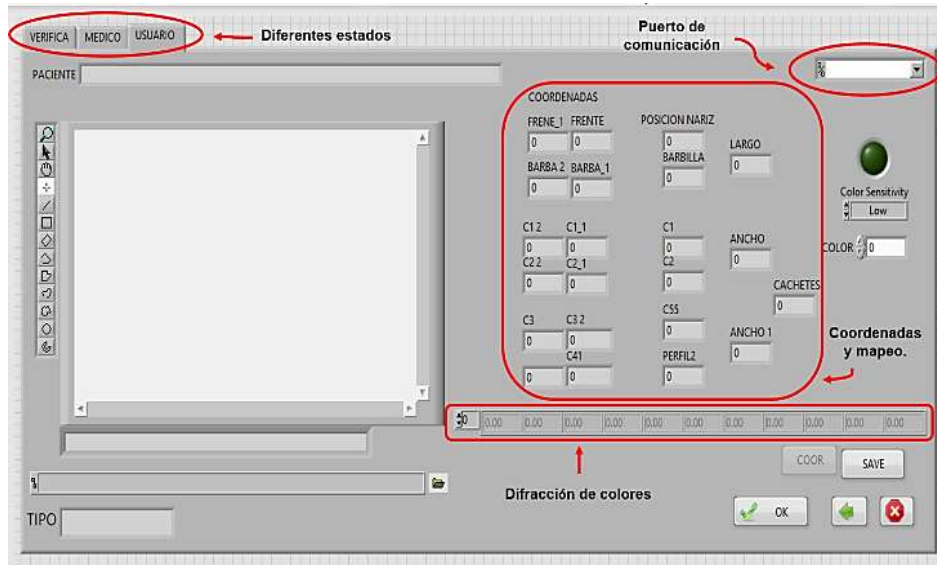 VERIFICA MEDICO USUARIO
Diferentes estados
Puerto de
comunicación
PACIENTE
COORDENADAS
FRENE_1 FRENTE POSICION NARIZ
0 0 0
LARGO
BARBILLA
0
BARBA 2 BARBA_1
0 0 0
Color Sensitivity
Low
C1 2 C1_1 C1
0 0 0
ANCHO
COLOR 0
C2 2 C2_1 C2
0
0 0 0
CACHETES
0
C3 C3 2 C55
0 0 0
ANCHO 1
Coordenadas
y mapeo.
C41 PERFIL2
0
0 0 0
0 0.00 0.00 0.00 0.00 0.00 0.00 0.00 0.00 0.00 0.00 0.00
COOR SAVE
Difracción de colores
TIPO
OK